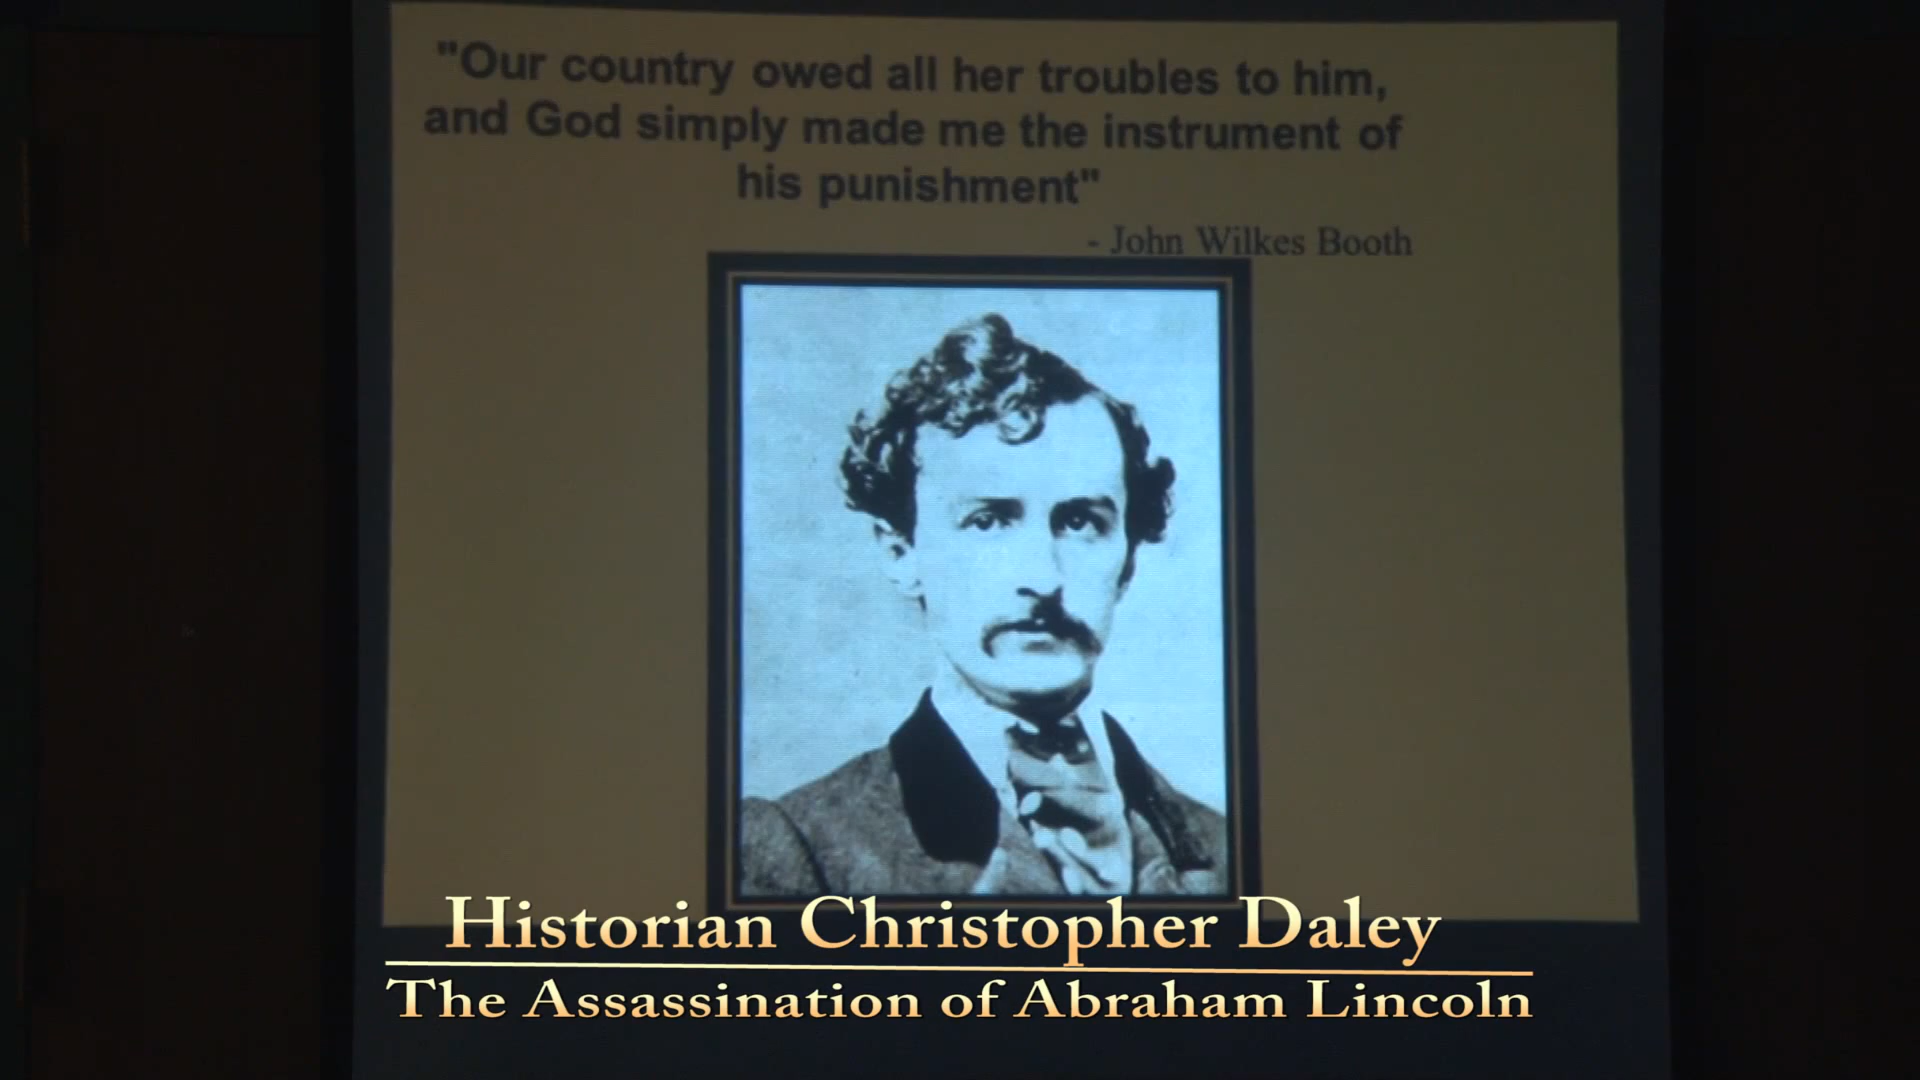 "Our country owed all her troubles to him,
and God simply made me the instrument of
his punishment"
- John Wilkes Booth
Historian Christopher Daley
The Assassination of Abraham Lincoln